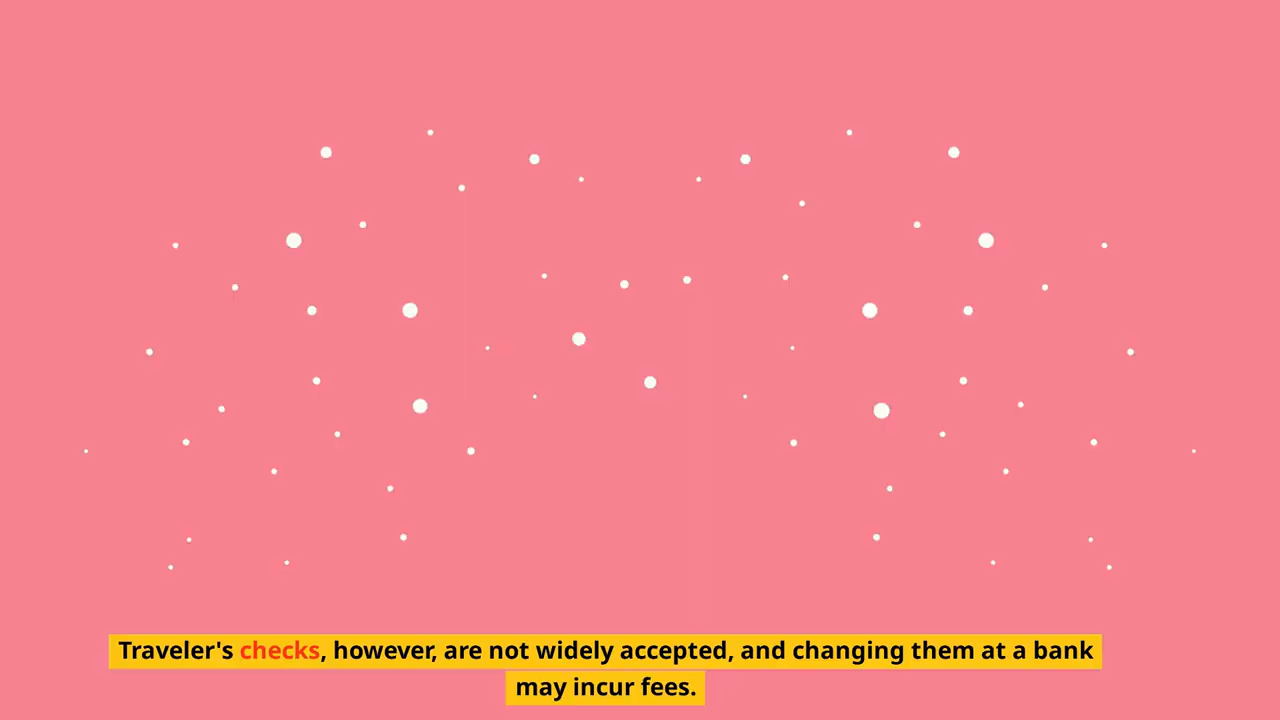 Traveler's checks, however, are not widely accepted, and changing them at a bank
may incur fees.